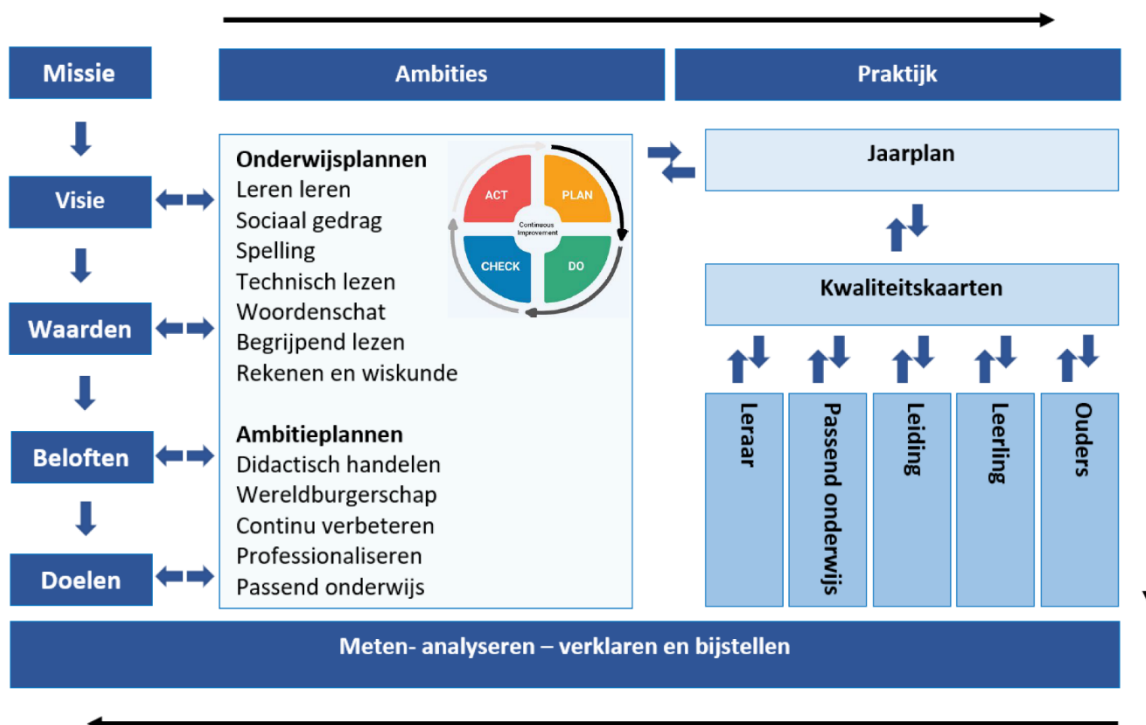 Missie
Visie
Waarden
Beloften
Doelen
Ambities
Onderwijsplannen
Leren leren
Sociaal gedrag
Spelling
Technisch lezen
Woordenschat
Begrijpend lezen
Rekenen en wiskunde
Ambitieplannen
Didactisch handelen
Wereldburgerschap
Continu verbeteren
Professionaliseren
Passend onderwijs
ACT
PLAN
Continuous
Improvement
CHECK
DO
Praktijk
Jaarplan
Kwaliteitskaarten
Leraar
Passend onderwijs
Leiding
Leerling
Ouders
Meten- analyseren – verklaren en bijstellen